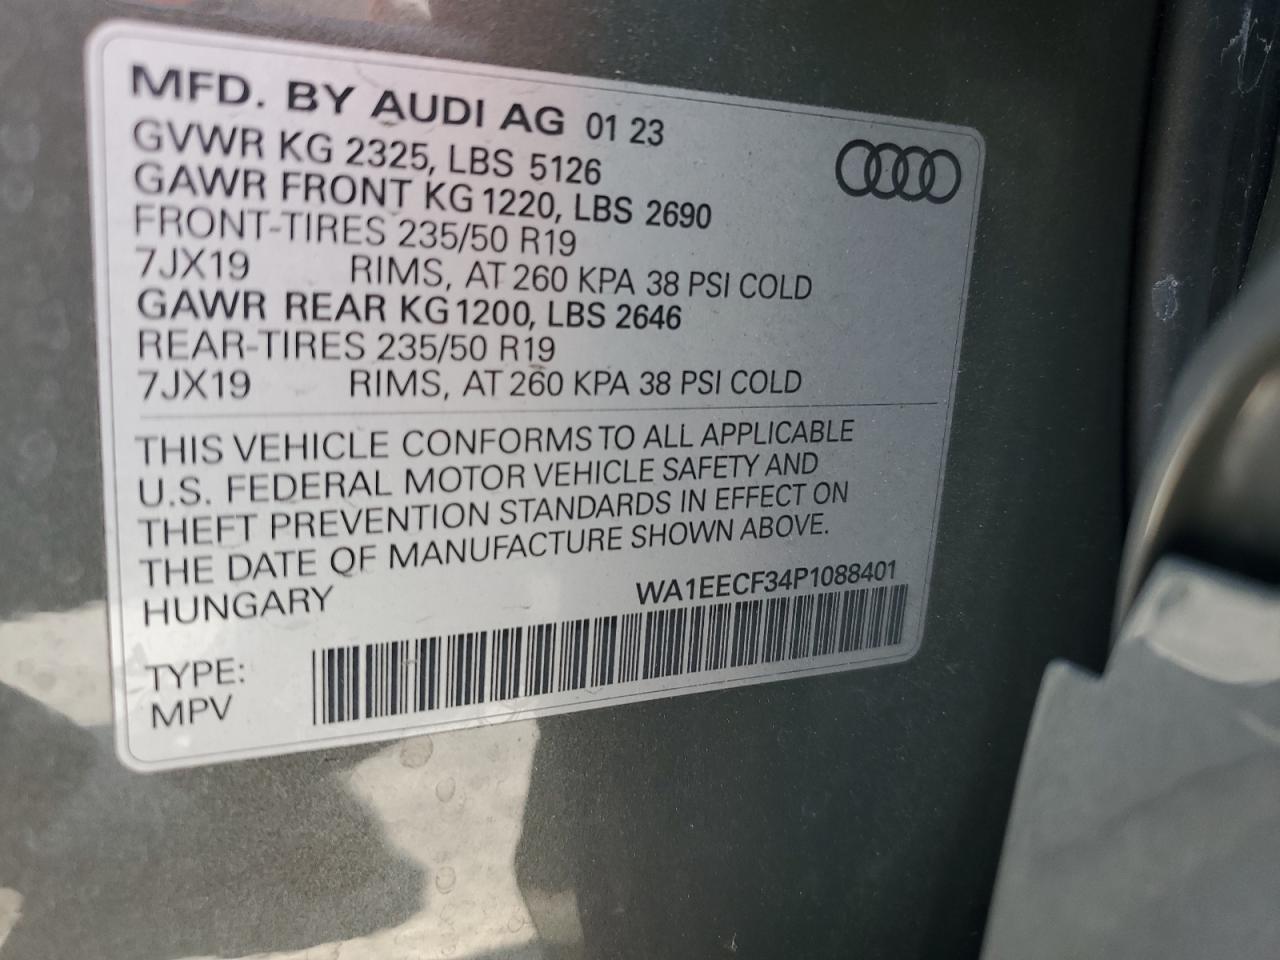 MFD. BY AUDI AG 01 23
GVWR KG 2325, LBS 5126
GAWR FRONT KG 1220, LBS 2690
FRONT-TIRES 235/50 R19
7JX19 RIMS, AT 260 KPA 38 PSI COLD
GAWR REAR KG 1200, LBS 2646
REAR-TIRES 235/50 R19
7JX19 RIMS, AT 260 KPA 38 PSI COLD
THIS VEHICLE CONFORMS TO ALL APPLICABLE
U.S. FEDERAL MOTOR VEHICLE SAFETY AND
THEFT PREVENTION STANDARDS IN EFFECT ON
THE DATE OF MANUFACTURE SHOWN ABOVE.
HUNGARY WA1EECF34P1088401
TYPE:
MPV